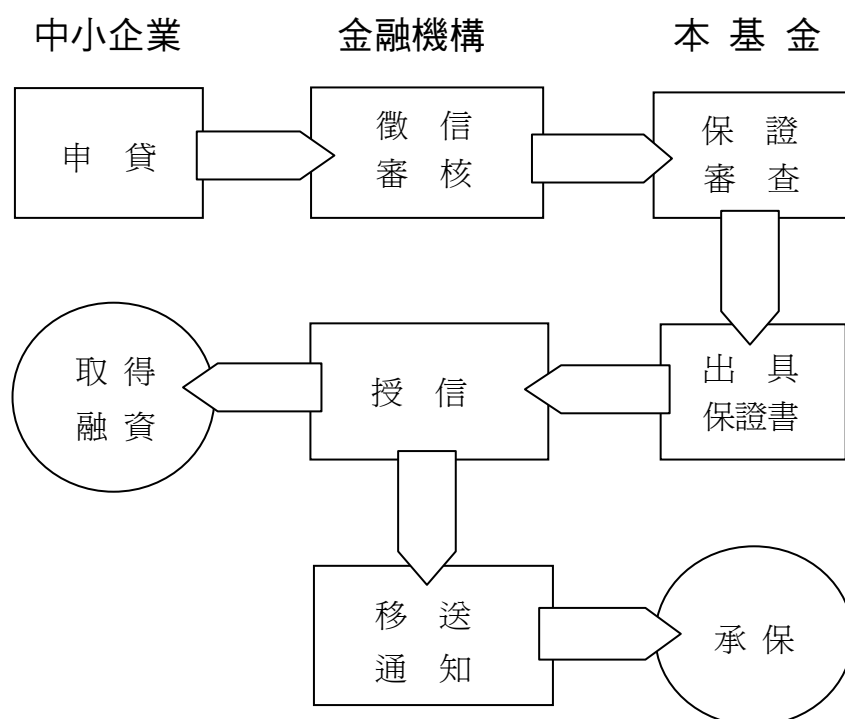 中小企業
金融機構
本基金
申貸
徵信
審核
保證
審查
取得
融資
授信
出具
保證書
移送
通知
承保